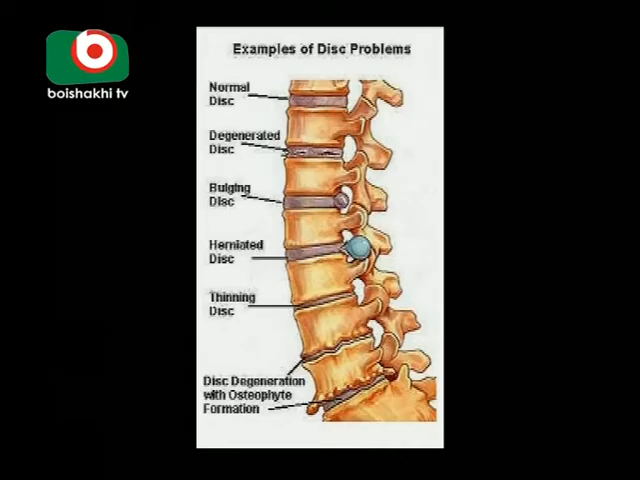 boishakhi tv
Examples of Disc Problems
Normal
Disc
Degenerated
Disc
Bulging
Disc
Herniated
Disc
Thinning
Disc
Disc Degeneration
with Osteophyte
Formation